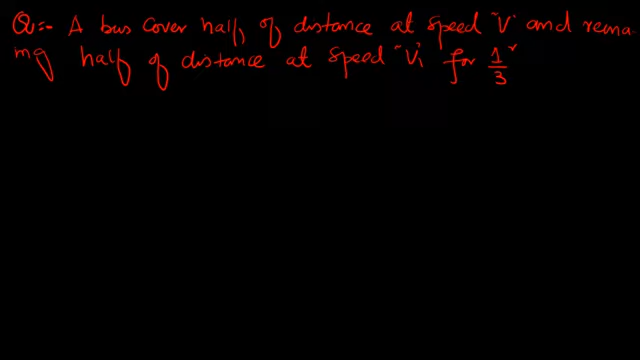 Q:- A bus cover half of distance at speed "V" and rema-
ing half of distance at speed "V₁ for 1/3